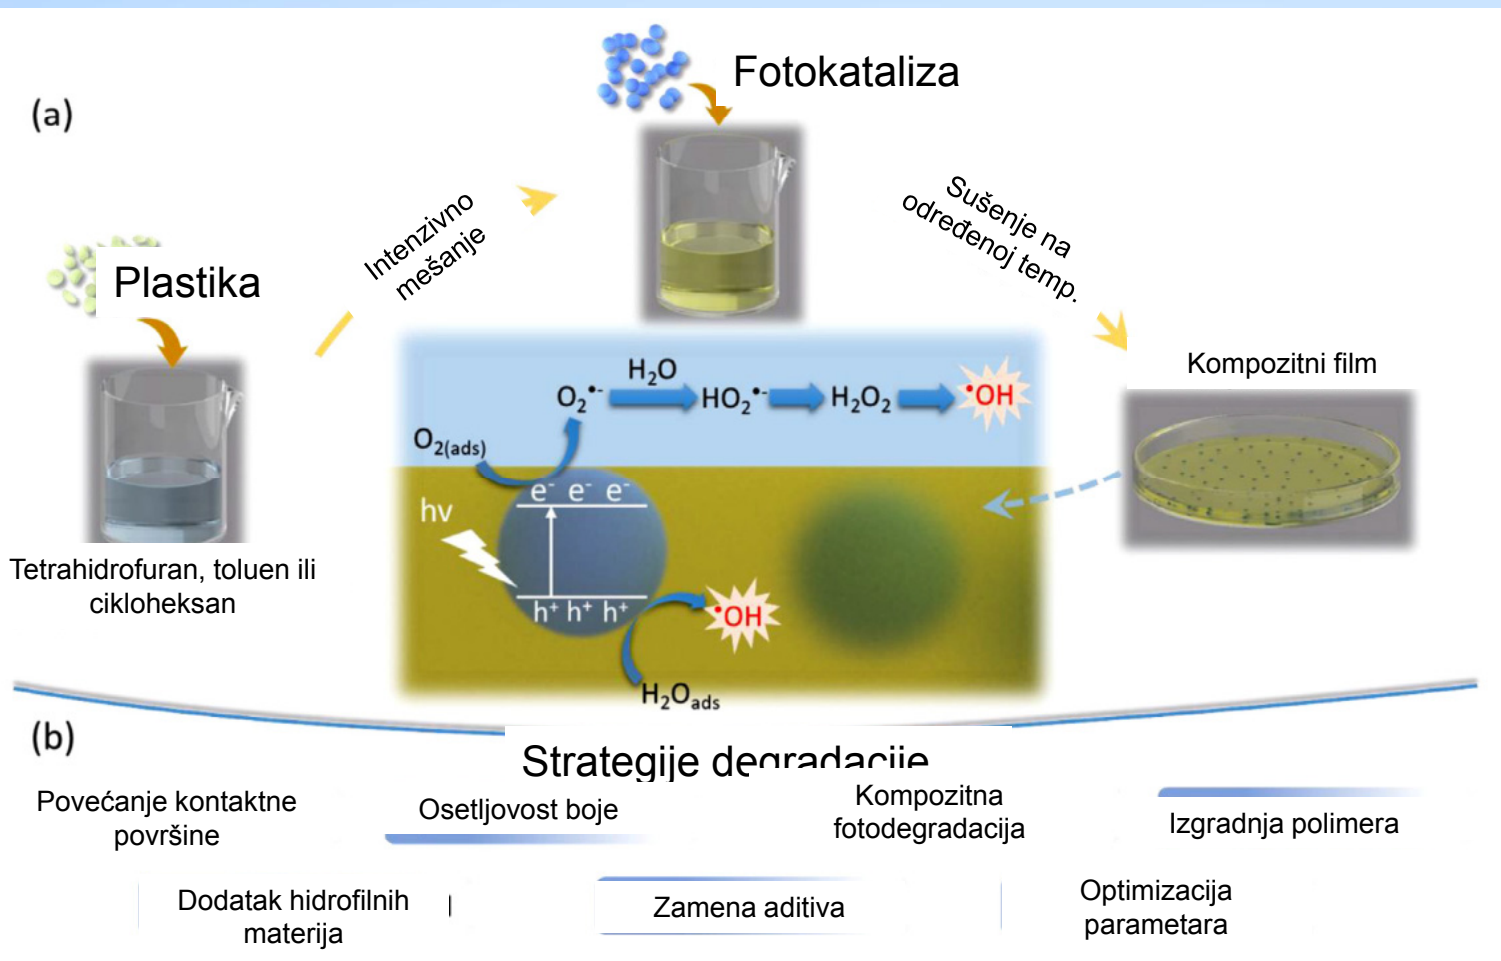 (a)
Fotokataliza
Intenzivno
mešanje
Sušenje na
određenoj temp.
Plastika
Kompozitni film
Tetrahidrofuran, toluen ili
cikloheksan
O₂•- H₂O HO₂•- H₂O₂ •OH
O₂(ads)
e- e- e-
hv
h+ h+ h+
•OH
H₂Oads
(b)
Strategije degradacije
Povećanje kontaktne
površine
Osetljovost boje
Kompozitna
fotodegradacija
Izgradnja polimera
Dodatak hidrofilnih
materija
Zamena aditiva
Optimizacija
parametara